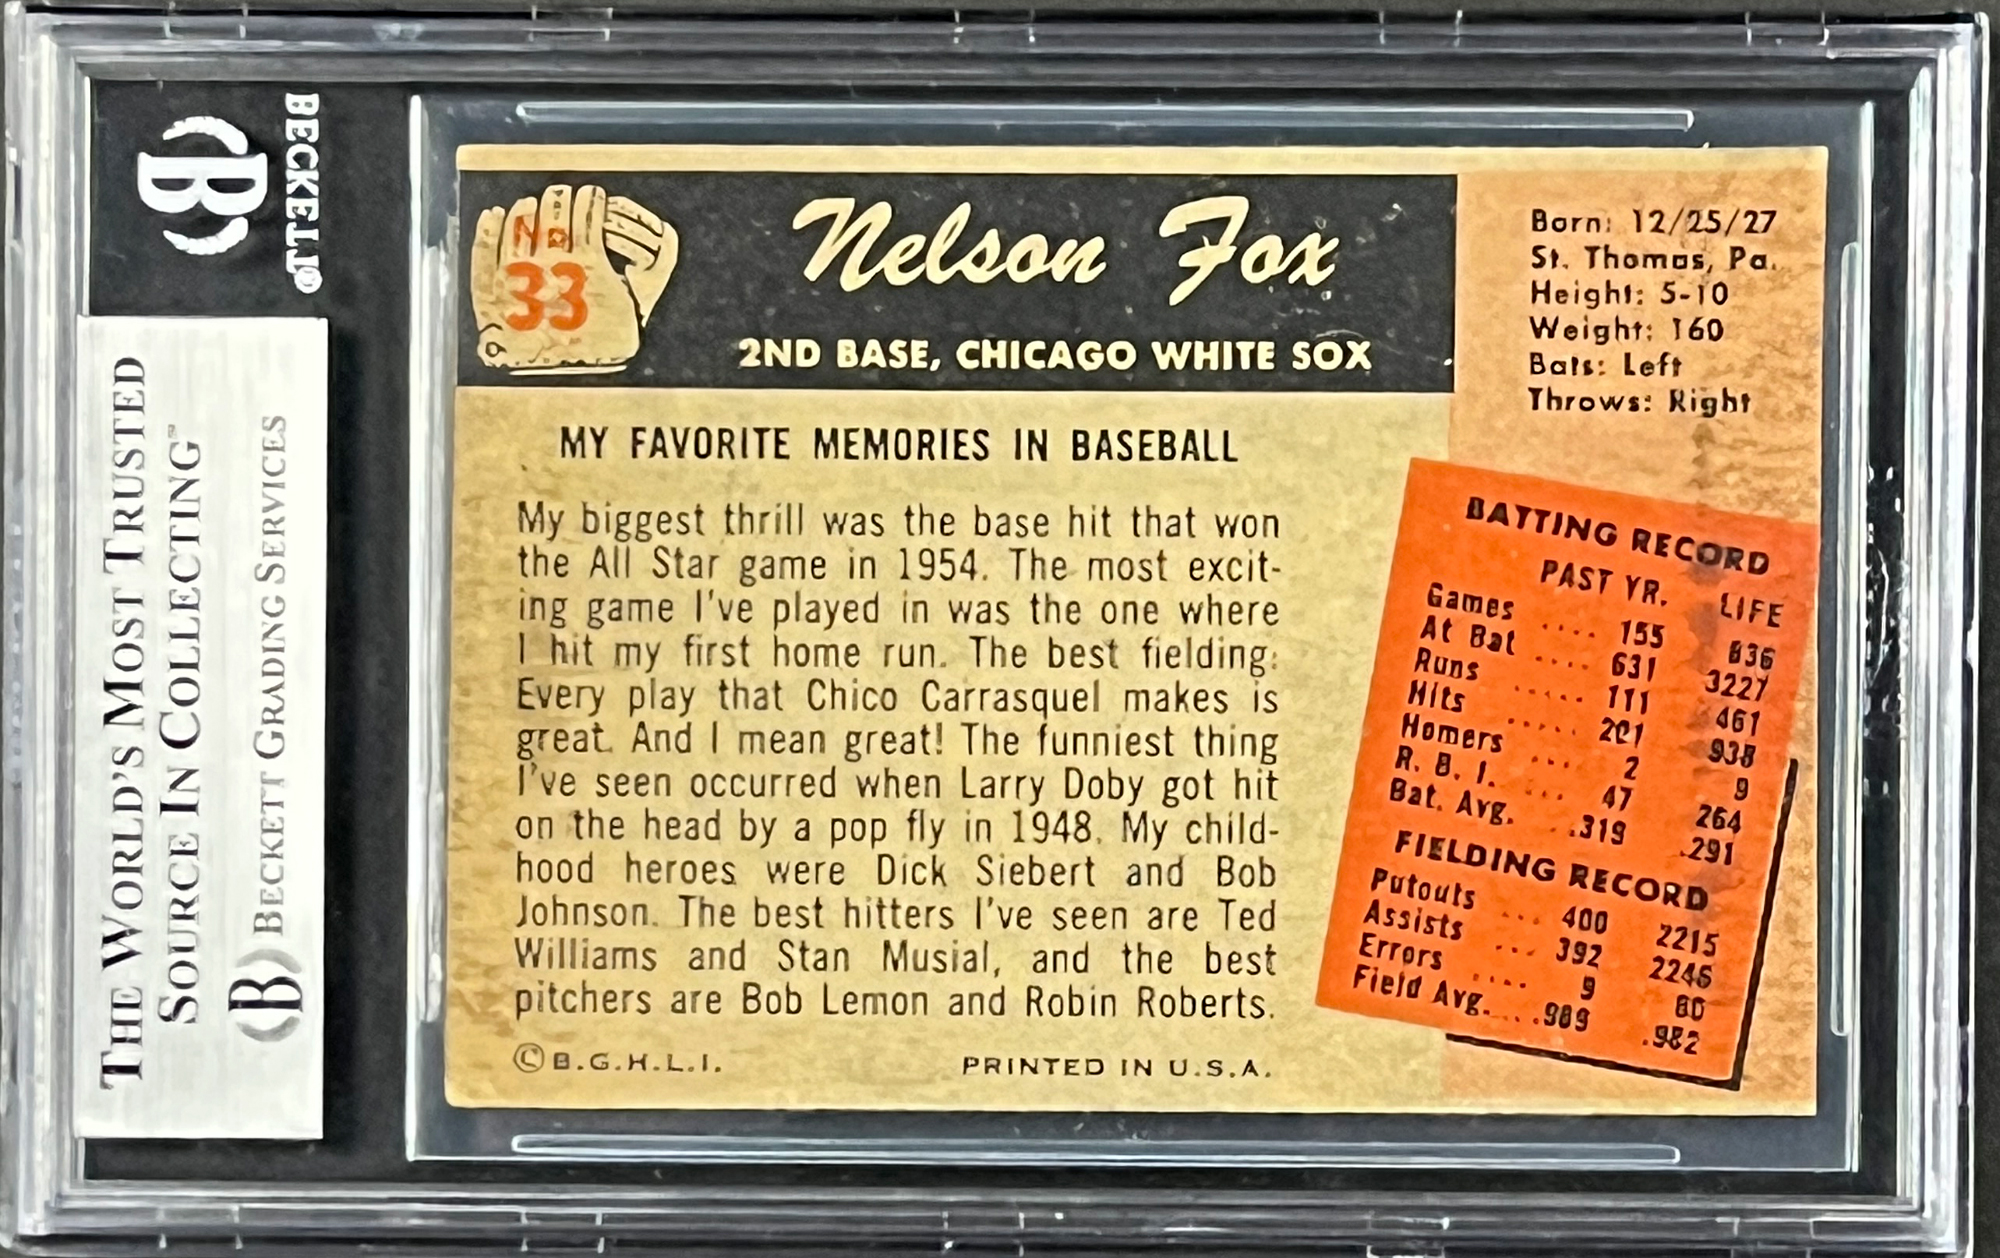 BECKETT®
THE WORLD'S MOST TRUSTED
SOURCE IN COLLECTING™
B BECKETT GRADING SERVICES
No
33
Nelson Fox
2ND BASE, CHICAGO WHITE SOX
Born: 12/25/27
St. Thomas, Pa.
Height: 5-10
Weight: 160
Bats: Left
Throws: Right
MY FAVORITE MEMORIES IN BASEBALL
My biggest thrill was the base hit that won
the All Star game in 1954. The most excit-
ing game I've played in was the one where
I hit my first home run. The best fielding:
Every play that Chico Carrasquel makes is
great. And I mean great! The funniest thing
I've seen occurred when Larry Doby got hit
on the head by a pop fly in 1948. My child-
hood heroes were Dick Siebert and Bob
Johnson. The best hitters I've seen are Ted
Williams and Stan Musial, and the best
pitchers are Bob Lemon and Robin Roberts.
© B.G.H.L.I. PRINTED IN U.S.A.
BATTING RECORD
PAST YR. LIFE
Games .... 155 836
At Bat .... 631 3227
Runs ..... 111 461
Hits ..... 201 938
Homers ... 2 9
R. B. I. ... 47 264
Bat. Avg. .319 .291
FIELDING RECORD
Putouts ... 400 2215
Assists ... 392 2246
Errors .... 9 80
Field Avg. ...989 .982